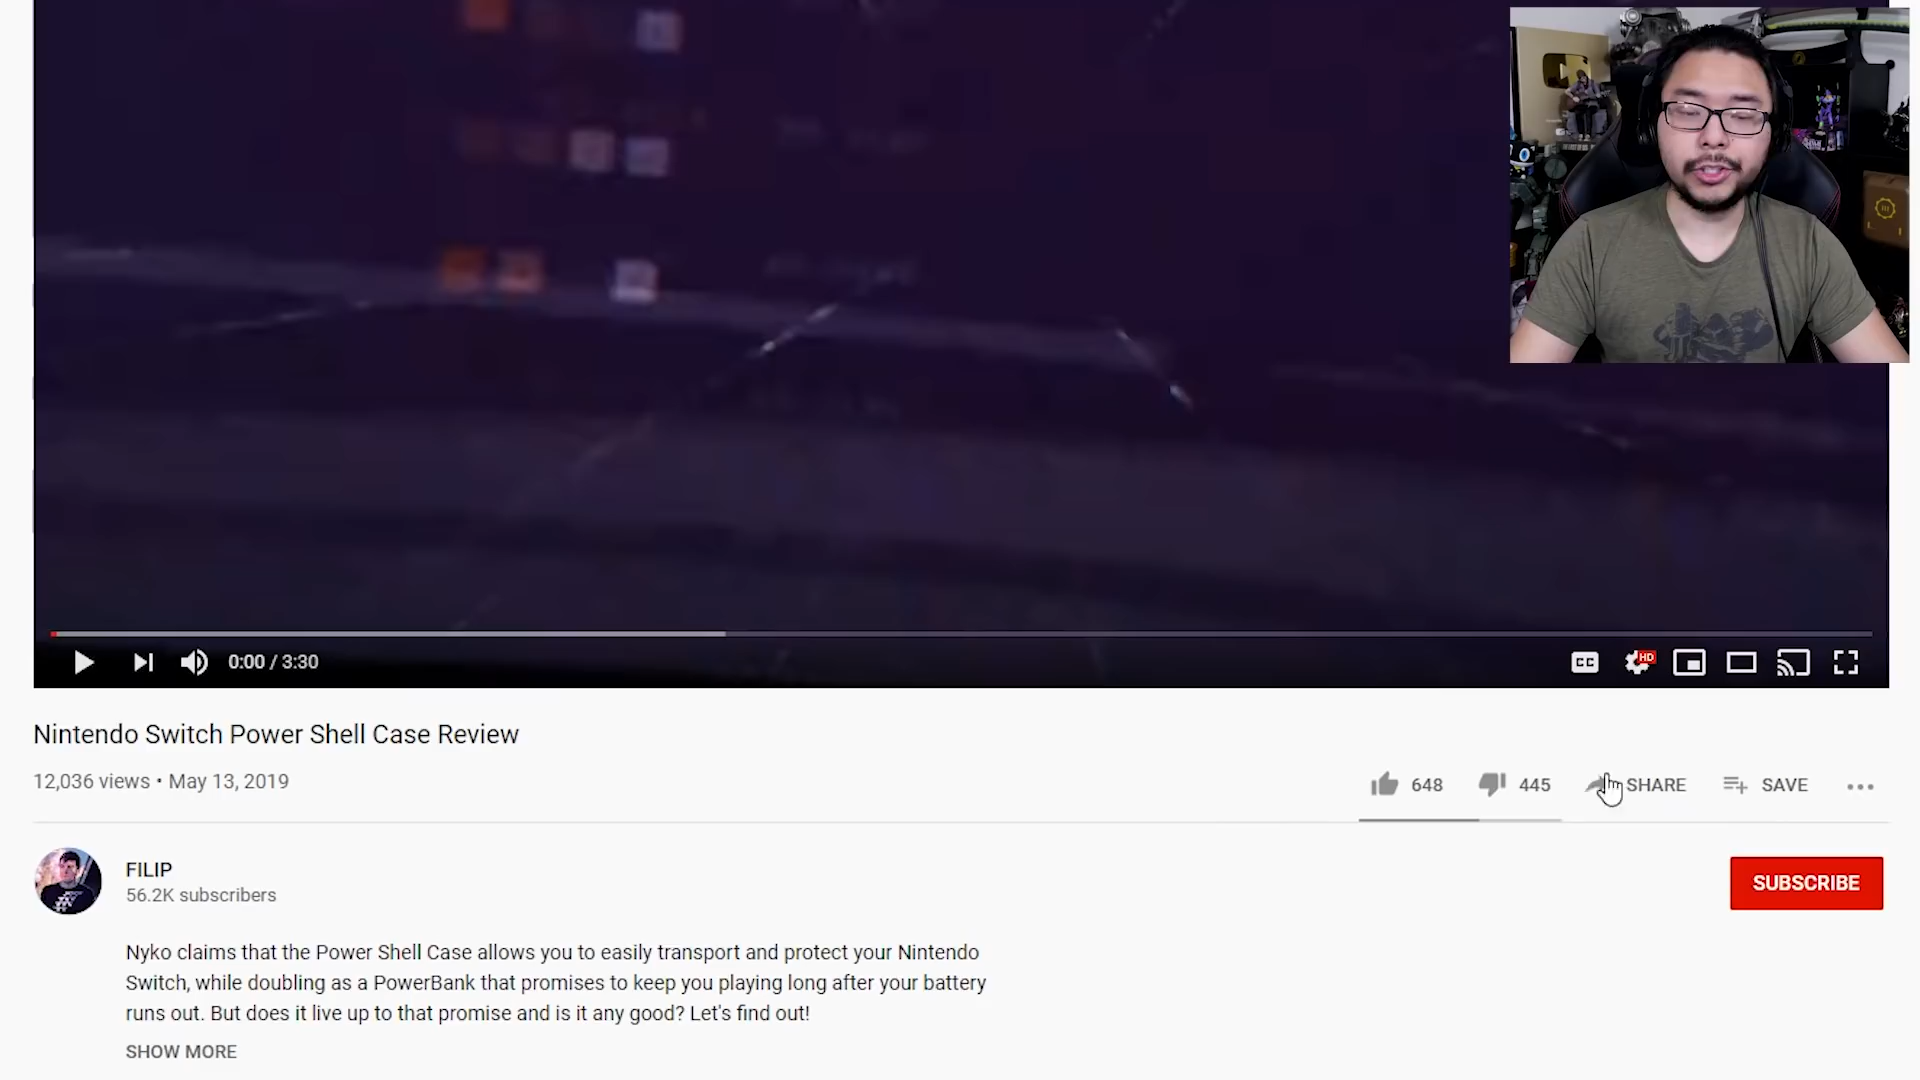 HD
CC
0:00 / 3:30
Nintendo Switch Power Shell Case Review
12,036 views • May 13, 2019
648
445
SHARE
SAVE
FILIP
56.2K subscribers
SUBSCRIBE
Nyko claims that the Power Shell Case allows you to easily transport and protect your Nintendo
Switch, while doubling as a PowerBank that promises to keep you playing long after your battery
runs out. But does it live up to that promise and is it any good? Let's find out!
SHOW MORE